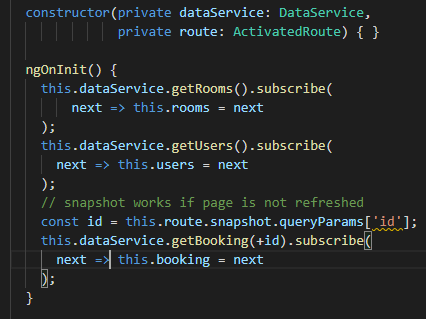 constructor(private dataService: DataService,
            private route: ActivatedRoute) { }

ngOnInit() {
  this.dataService.getRooms().subscribe(
      next => this.rooms = next
  );
  this.dataService.getUsers().subscribe(
    next => this.users = next
  );
  // snapshot works if page is not refreshed
  const id = this.route.snapshot.queryParams['id'];
  this.dataService.getBooking(+id).subscribe(
    next => this.booking = next
  );
}